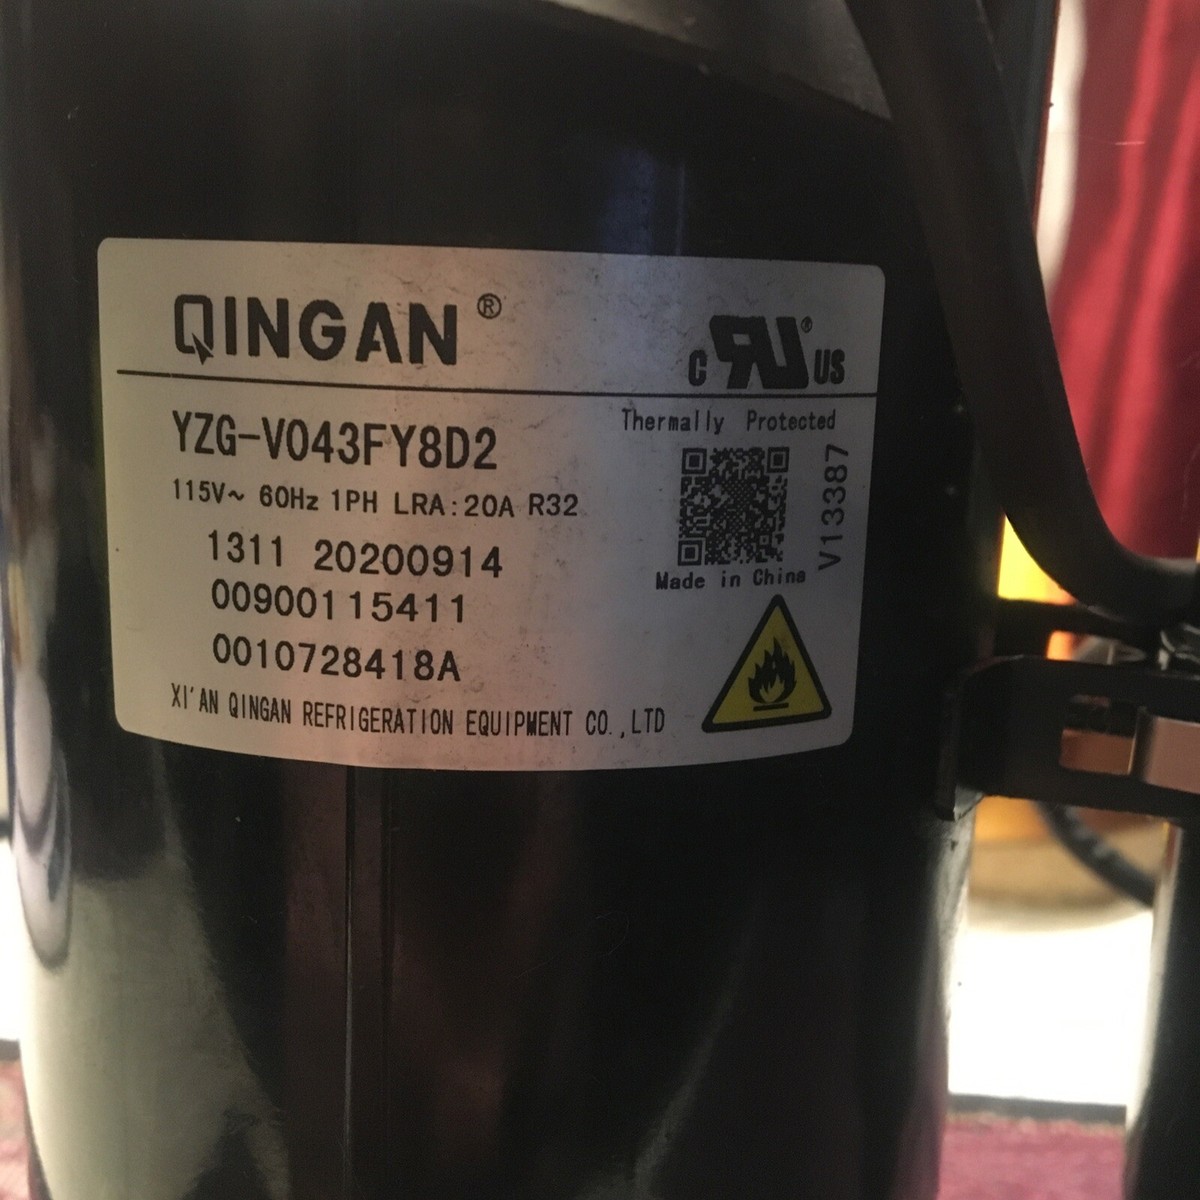 QINGAN®
c RU® US
YZG-V043FY8D2
Thermally Protected
115V~ 60Hz 1PH LRA:20A R32
1311 20200914
00900115411
0010728418A
V13387
Made in China
XI'AN QINGAN REFRIGERATION EQUIPMENT CO.,LTD